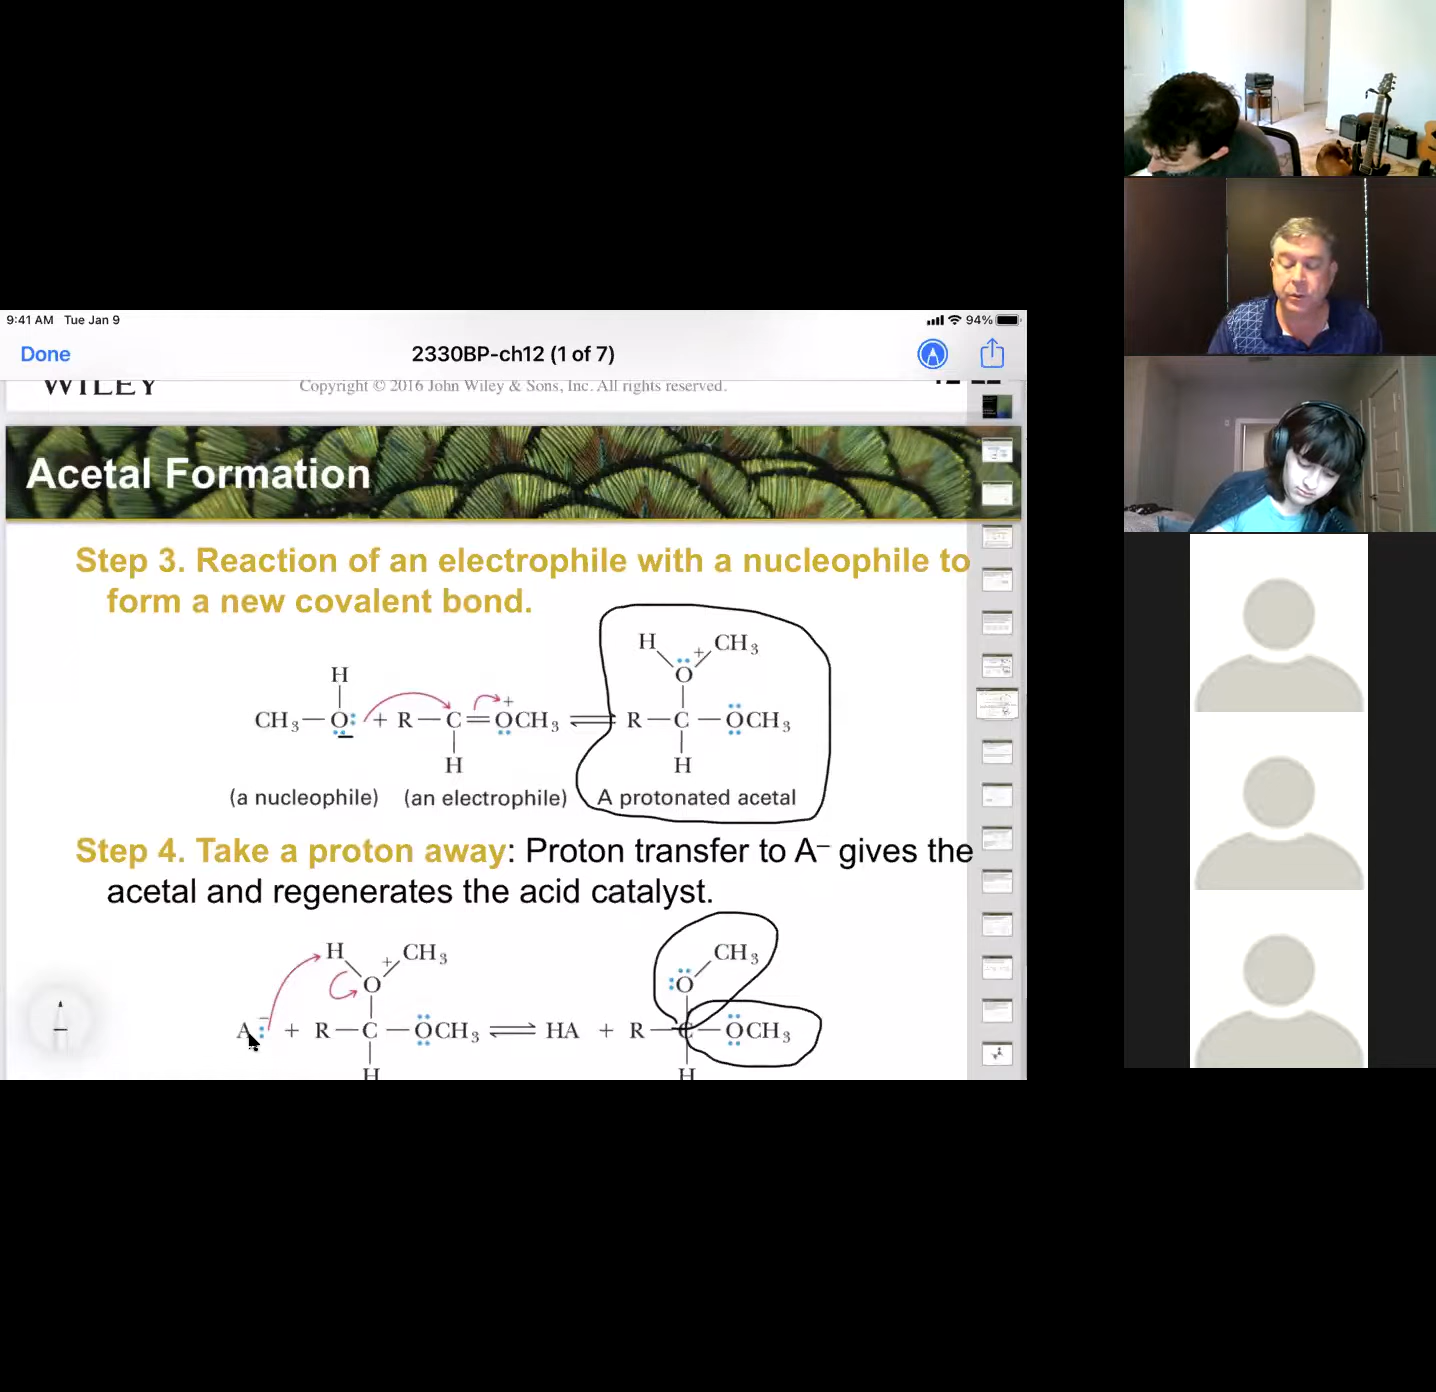 9:41 AM Tue Jan 9 94%
Done 2330BP-ch12 (1 of 7)
WILEY Copyright © 2016 John Wiley & Sons, Inc. All rights reserved.
Acetal Formation
Step 3. Reaction of an electrophile with a nucleophile to
form a new covalent bond.
H CH3
H + O
CH3—O: + R—C=OCH3 ⇌ R—C—OCH3
+
H H
(a nucleophile) (an electrophile) A protonated acetal
Step 4. Take a proton away: Proton transfer to A– gives the
acetal and regenerates the acid catalyst.
H + CH3 CH3
O :O
A:– + R—C—OCH3 ⇌ HA + R—C—OCH3
H H